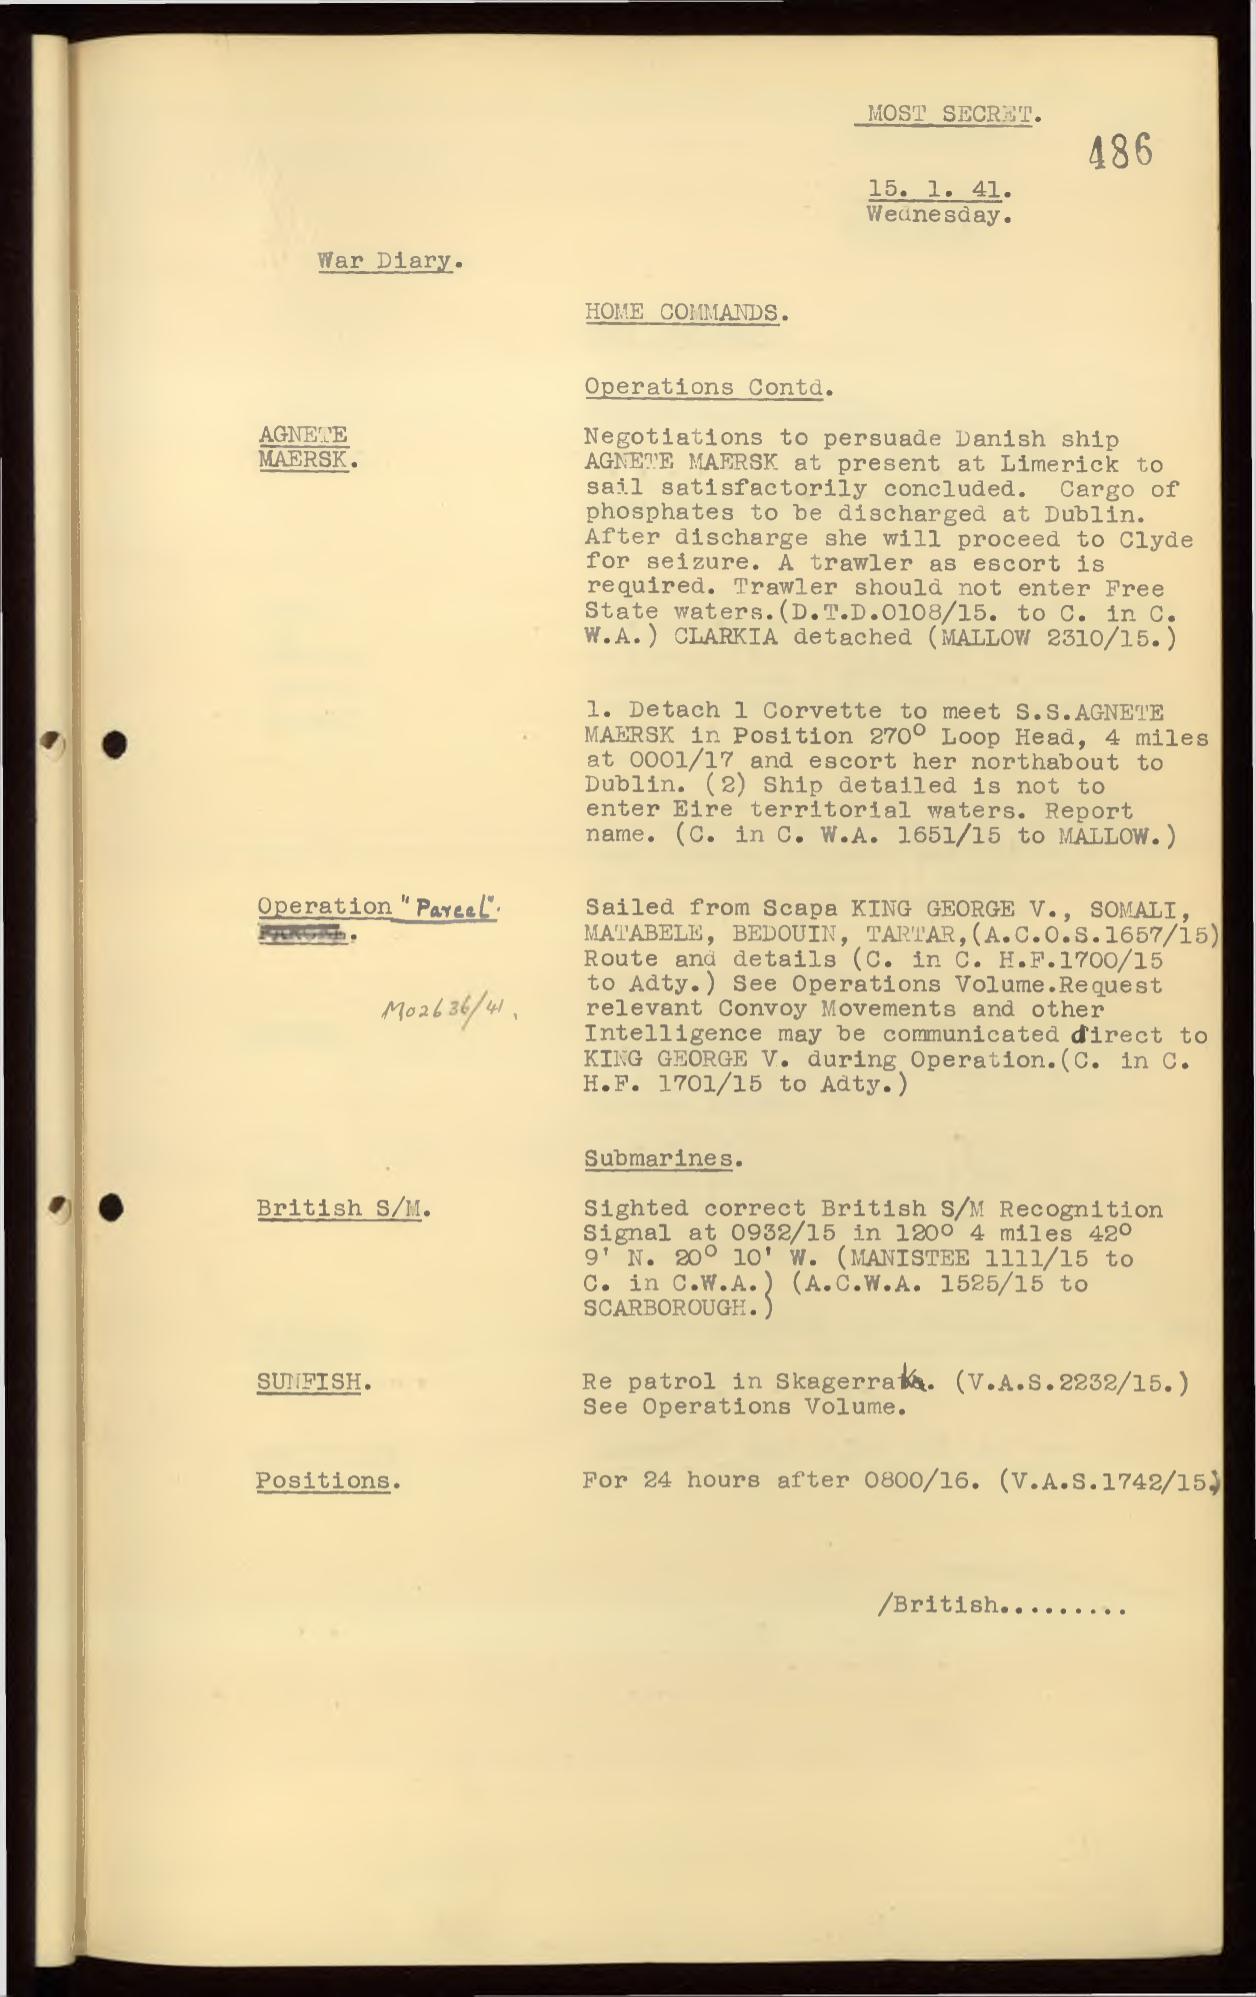 MOST SECRET.
486
15. 1. 41.
Wednesday.
War Diary.
HOME COMMANDS.
Operations Contd.
AGNETE
MAERSK.
Negotiations to persuade Danish ship
AGNETE MAERSK at present at Limerick to
sail satisfactorily concluded. Cargo of
phosphates to be discharged at Dublin.
After discharge she will proceed to Clyde
for seizure. A trawler as escort is
required. Trawler should not enter Free
State waters.(D.T.D.0108/15. to C. in C.
W.A.) CLARKIA detached (MALLOW 2310/15.)
1. Detach 1 Corvette to meet S.S.AGNETE
MAERSK in Position 270° Loop Head, 4 miles
at 0001/17 and escort her northabout to
Dublin. (2) Ship detailed is not to
enter Eire territorial waters. Report
name. (C. in C. W.A. 1651/15 to MALLOW.)
Operation "Parcel".
Sailed from Scapa KING GEORGE V., SOMALI,
MATABELE, BEDOUIN, TARTAR,(A.C.O.S.1657/15)
Route and details (C. in C. H.F.1700/15
to Adty.) See Operations Volume.Request
relevant Convoy Movements and other
Intelligence may be communicated direct to
KING GEORGE V. during Operation.(C. in C.
H.F. 1701/15 to Adty.)
M02636/41.
Submarines.
British S/M.
Sighted correct British S/M Recognition
Signal at 0932/15 in 120° 4 miles 42°
9' N. 20° 10' W. (MANISTEE 1111/15 to
C. in C.W.A.) (A.C.W.A. 1525/15 to
SCARBOROUGH.)
SUNFISH.
Re patrol in Skagerrak. (V.A.S.2232/15.)
See Operations Volume.
Positions.
For 24 hours after 0800/16. (V.A.S.1742/15.)
/British.........